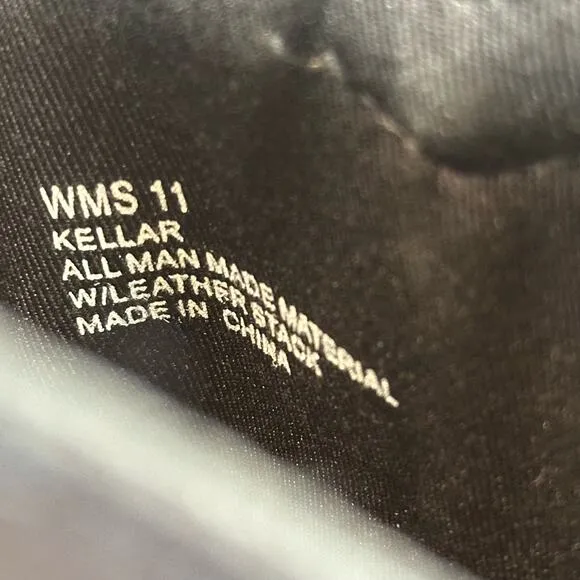 WMS 11
KELLAR
ALL MAN MADE MATERIAL
W/LEATHER STACK
MADE IN CHINA